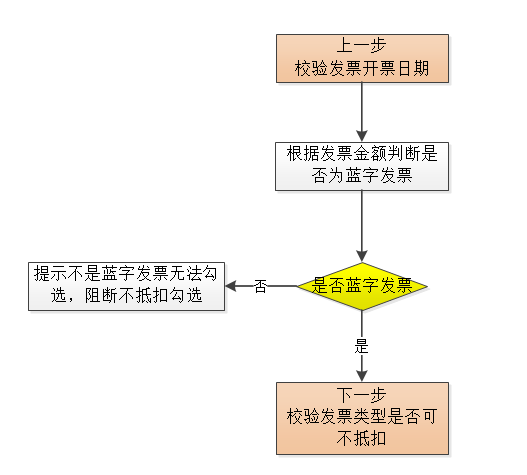 上一步
校验发票开票日期
根据发票金额判断是
否为蓝字发票
提示不是蓝字发票无法勾
选，阻断不抵扣勾选
否
是否蓝字发票
是
下一步
校验发票类型是否可
不抵扣